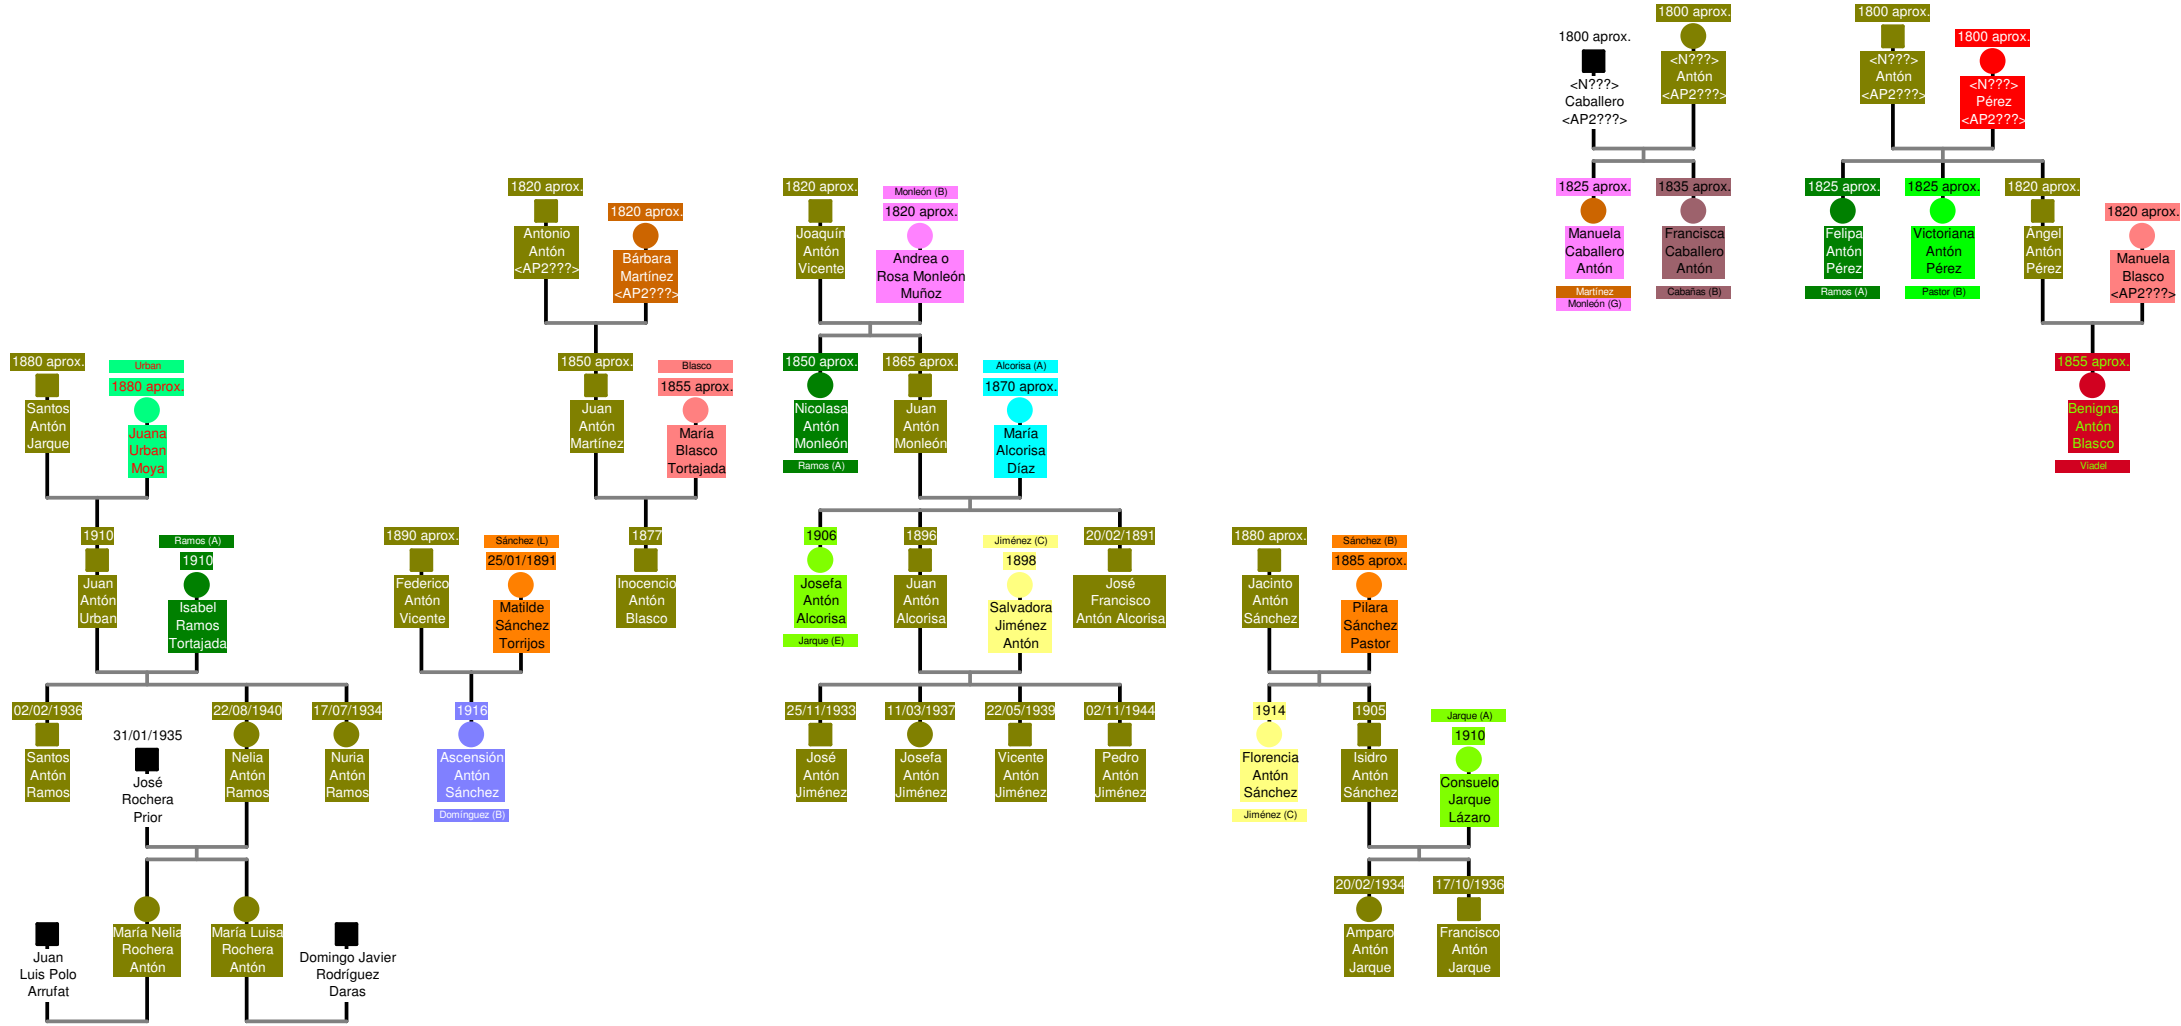 1800 aprox.
<N???>
Caballero
<AP2???>
1800 aprox.
<N???>
Antón
<AP2???>
1800 aprox.
<N???>
Antón
<AP2???>
1800 aprox.
<N???>
Pérez
<AP2???>
1820 aprox.
Antonio
Antón
<AP2???>
1820 aprox.
Bárbara
Martínez
<AP2???>
1820 aprox.
Joaquín
Antón
Vicente
Monleón (B)
1820 aprox.
Andrea o
Rosa Monleón
Muñoz
1825 aprox.
Manuela
Caballero
Antón
Martínez
Monleón (G)
1835 aprox.
Francisca
Caballero
Antón
Cabañas (B)
1825 aprox.
Felipa
Antón
Pérez
Ramos (A)
1825 aprox.
Victoriana
Antón
Pérez
Pastor (B)
1820 aprox.
Angel
Antón
Pérez
1820 aprox.
Manuela
Blasco
<AP2???>
1880 aprox.
Santos
Antón
Jarque
Urban
1880 aprox.
Juana
Urban
Moya
1850 aprox.
Juan
Antón
Martínez
Blasco
1855 aprox.
María
Blasco
Tortajada
1850 aprox.
Nicolasa
Antón
Monleón
Ramos (A)
1865 aprox.
Juan
Antón
Monleón
Alcorisa (A)
1870 aprox.
María
Alcorisa
Díaz
1855 aprox.
Benigna
Antón
Blasco
Viadel
1910
Juan
Antón
Urban
Ramos (A)
1910
Isabel
Ramos
Tortajada
1890 aprox.
Federico
Antón
Vicente
Sánchez (L)
25/01/1891
Matilde
Sánchez
Torrijos
1877
Inocencio
Antón
Blasco
1906
Josefa
Antón
Alcorisa
Jarque (E)
1896
Juan
Antón
Alcorisa
Jiménez (C)
1898
Salvadora
Jiménez
Antón
20/02/1891
José
Francisco
Antón Alcorisa
1880 aprox.
Jacinto
Antón
Sánchez
Sánchez (B)
1885 aprox.
Pilara
Sánchez
Pastor
02/02/1936
Santos
Antón
Ramos
31/01/1935
José
Rochera
Prior
22/08/1940
Nelia
Antón
Ramos
17/07/1934
Nuria
Antón
Ramos
1916
Ascensión
Antón
Sánchez
Domínguez (B)
25/11/1933
José
Antón
Jiménez
11/03/1937
Josefa
Antón
Jiménez
22/05/1939
Vicente
Antón
Jiménez
02/11/1944
Pedro
Antón
Jiménez
1914
Florencia
Antón
Sánchez
Jiménez (C)
1905
Isidro
Antón
Sánchez
Jarque (A)
1910
Consuelo
Jarque
Lázaro
Juan
Luis Polo
Arrufat
María Nelia
Rochera
Antón
María Luisa
Rochera
Antón
Domingo Javier
Rodríguez
Daras
20/02/1934
Amparo
Antón
Jarque
17/10/1936
Francisco
Antón
Jarque